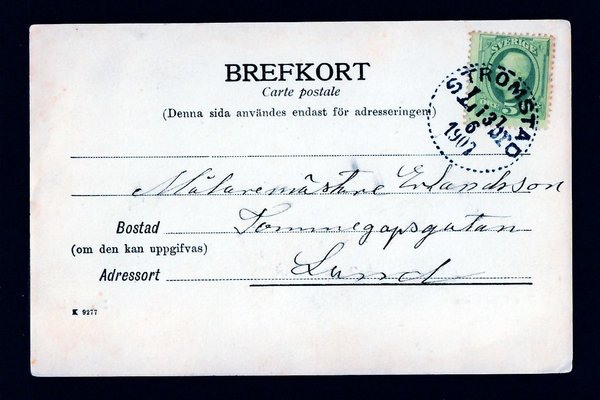 BREFKORT
Carte postale
(Denna sida användes endast för adresseringen)
SVERIGE
STRÖMSTAD
6
1902
Målaremästare Erlandsson
Bostad Tommegapsgatan
(om den kan uppgifvas)
Adressort Lund
K 9277